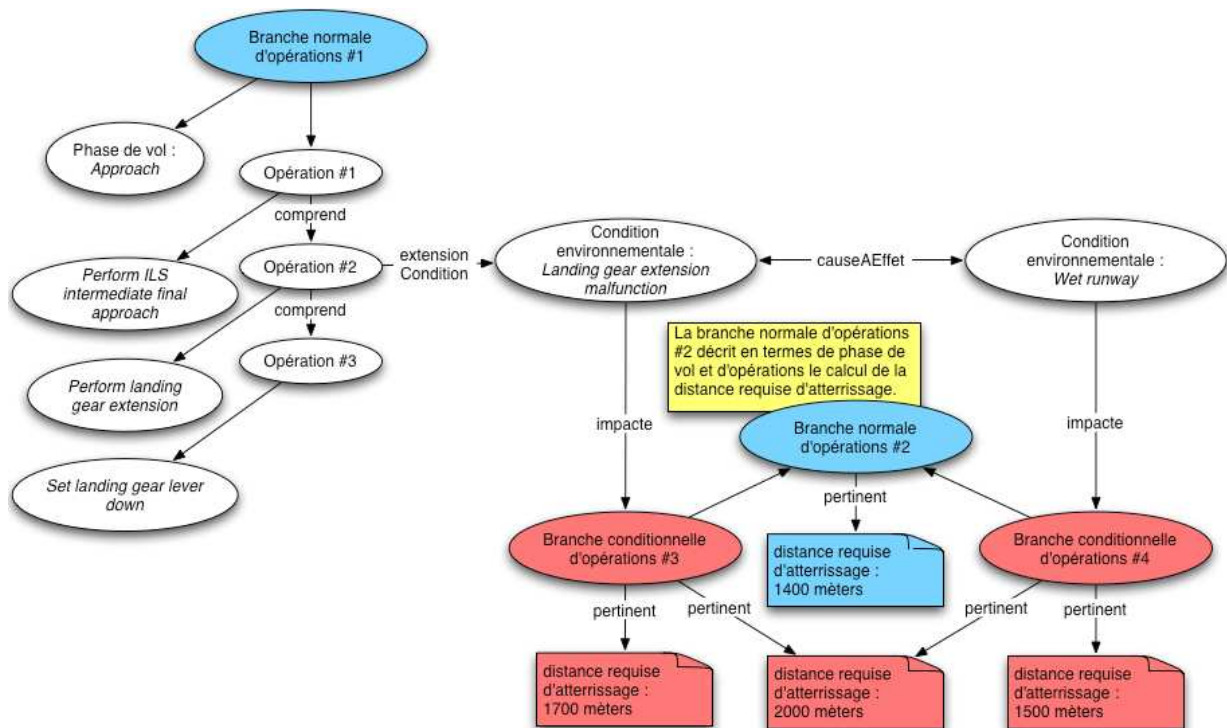 Branche normale
d'opérations #1
Phase de vol :
Approach
Opération #1
comprend
Perform ILS
intermediate final
approach
Opération #2
extension
Condition
comprend
Perform landing
gear extension
Opération #3
Set landing gear lever
down
Condition
environnementale :
Landing gear extension
malfunction
causeAEffet
Condition
environnementale :
Wet runway
La branche normale d'opérations
#2 décrit en termes de phase de
vol et d'opérations le calcul de la
distance requise d'atterrissage.
impacte
impacte
Branche normale
d'opérations #2
pertinent
Branche conditionnelle
d'opérations #3
distance requise
d'atterrissage :
1400 mèters
Branche conditionnelle
d'opérations #4
pertinent
pertinent
pertinent
pertinent
distance requise
d'atterrissage :
1700 mèters
distance requise
d'atterrissage :
2000 mèters
distance requise
d'atterrissage :
1500 mèters